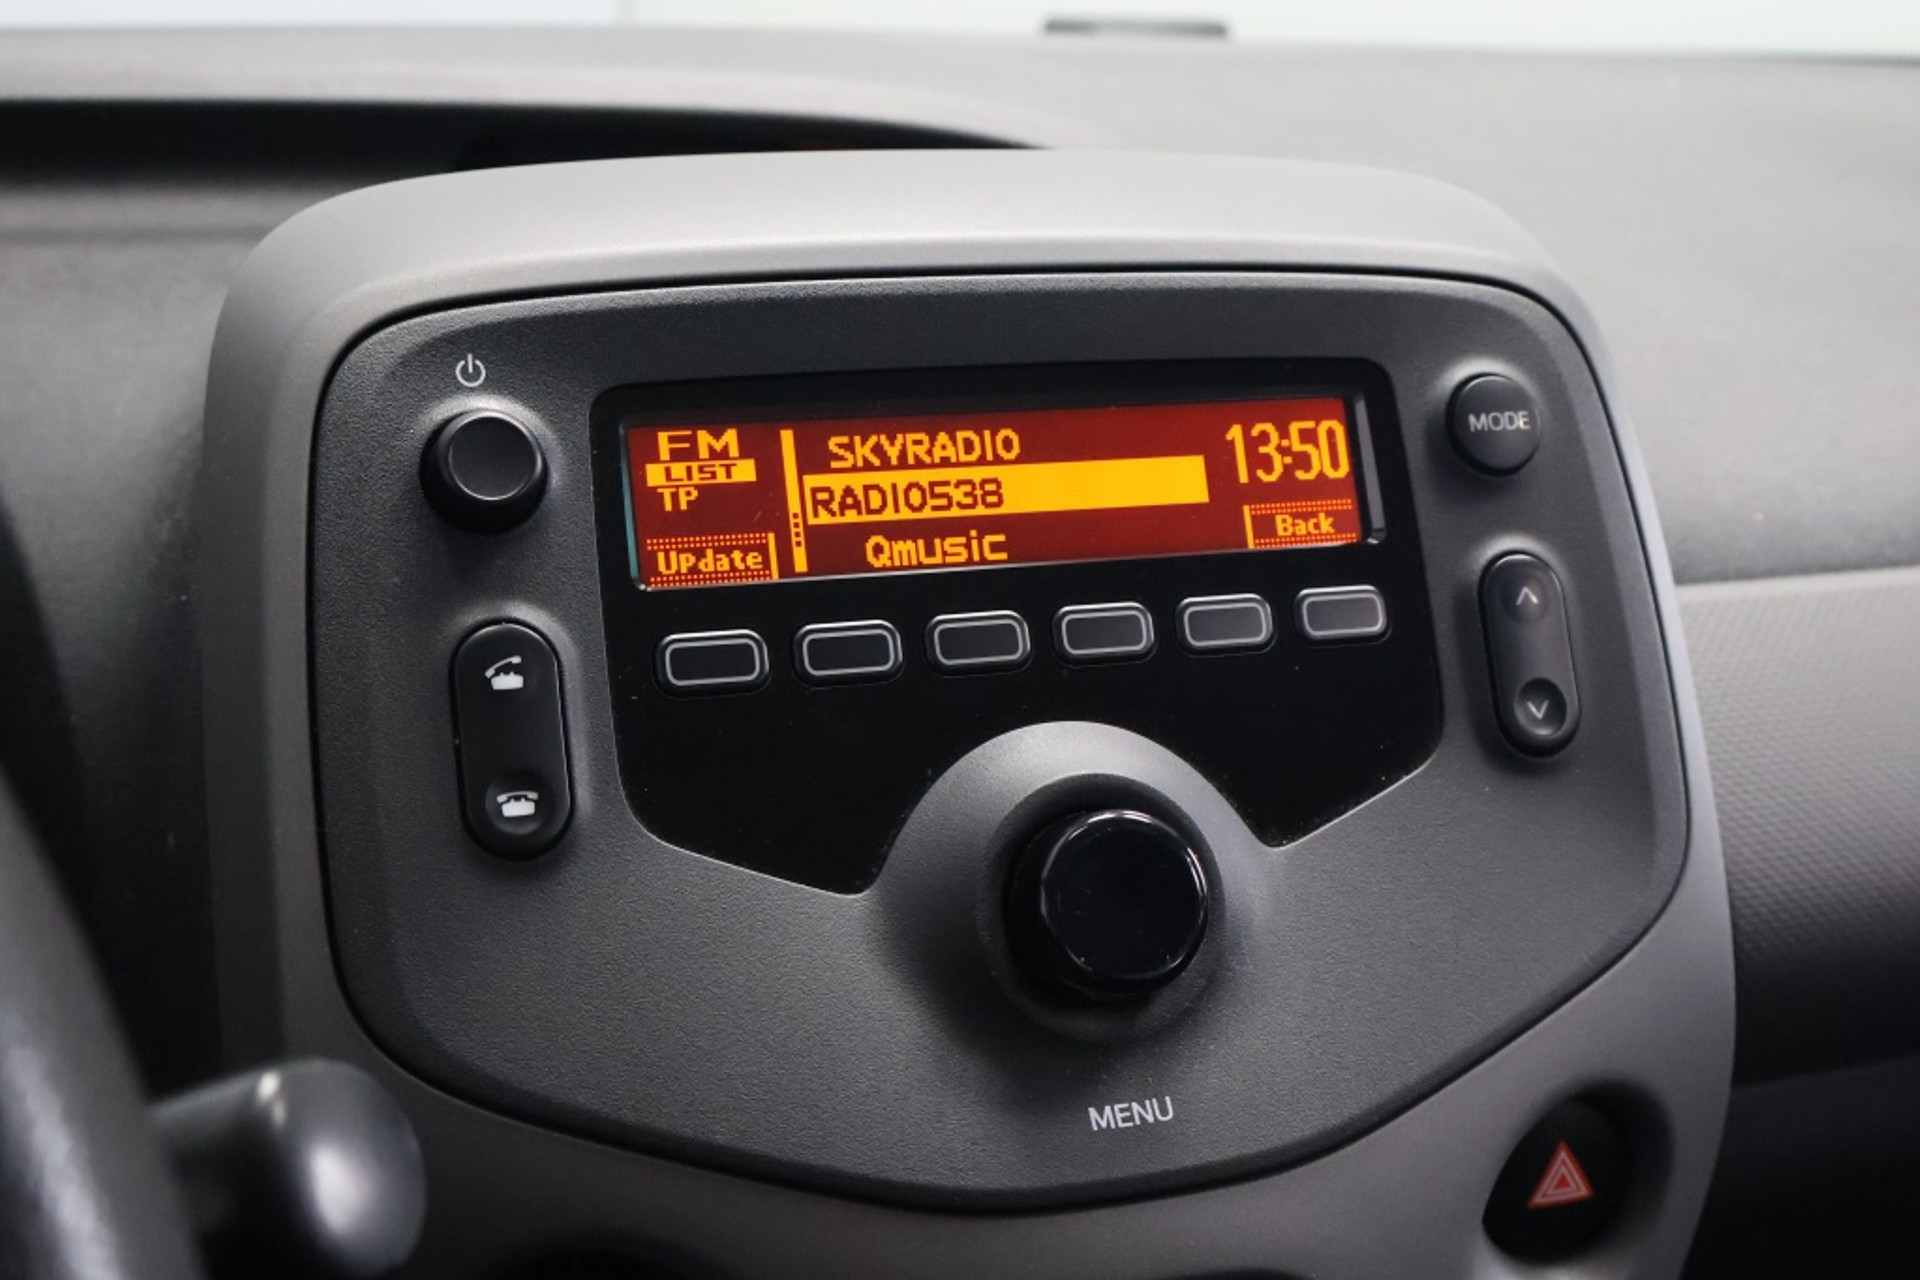 FM
LIST
TP
Update
SKYRADIO
RADIO538
Qmusic
13:50
Back
MODE
MENU